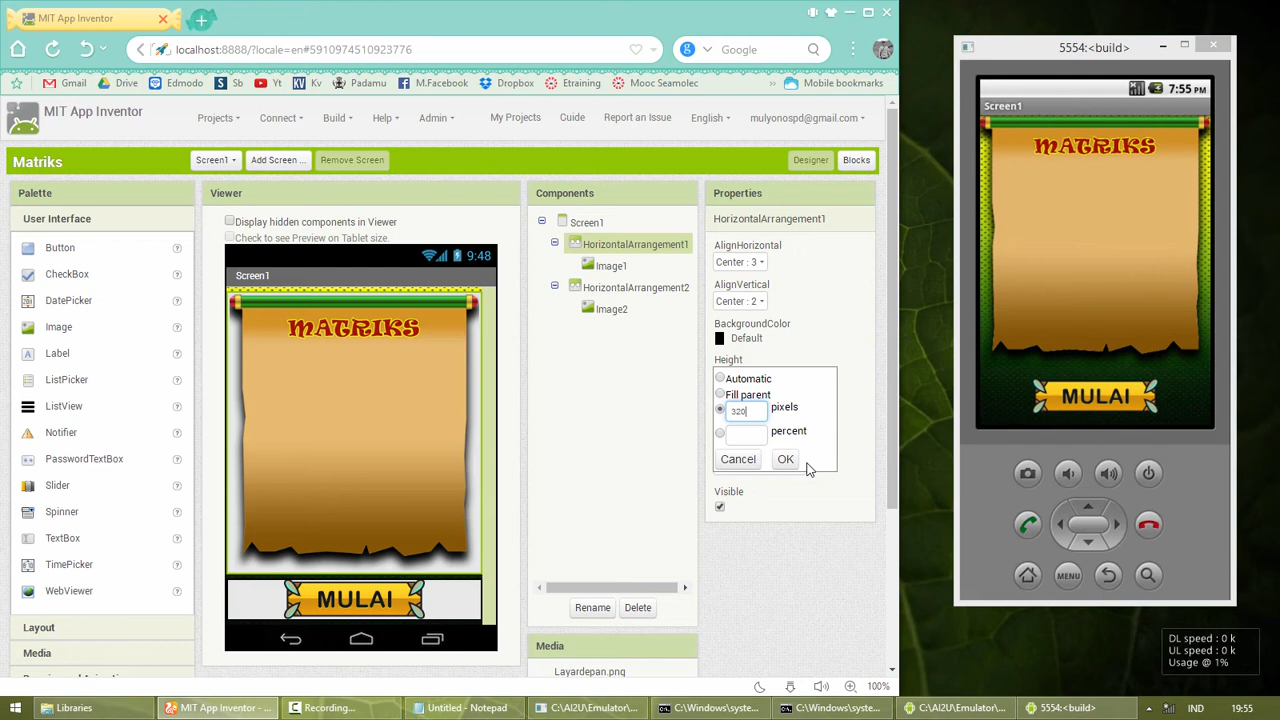 MIT App Inventor
localhost:8888/?locale=en#5910974510923776
Google
Gmail
Drive
Edmodo
Sb
Yt
Kv
Padamu
M.Facebook
Dropbox
Etraining
Mooc Seamolec
Mobile bookmarks
MIT App Inventor
Projects
Connect
Build
Help
Admin
My Projects
Guide
Report an Issue
English
mulyonospd@gmail.com
Matriks
Screen1
Add Screen ...
Remove Screen
Designer
Blocks
Palette
User Interface
Button
CheckBox
DatePicker
Image
Label
ListPicker
ListView
Notifier
PasswordTextBox
Slider
Spinner
TextBox
TimePicker
WebViewer
Layout
Media
Viewer
Display hidden components in Viewer
Check to see Preview on Tablet size.
9:48
Screen1
MATRIKS
MULAI
Components
Screen1
HorizontalArrangement1
Image1
HorizontalArrangement2
Image2
Rename
Delete
Media
Layardepan.png
Properties
HorizontalArrangement1
AlignHorizontal
Center : 3
AlignVertical
Center : 2
BackgroundColor
Default
Height
Automatic
Fill parent
320 pixels
percent
Cancel
OK
Visible
100%
5554:<build>
7:55 PM
Screen1
MATRIKS
MULAI
MENU
DL speed : 0 k
UL speed : 0 k
Usage @ 1%
Libraries
MIT App Inventor - ...
Recording...
Untitled - Notepad
C:\AI2U\Emulator...
C:\Windows\syste...
C:\Windows\syste...
C:\AI2U\Emulator...
5554:<build>
IND
19:55